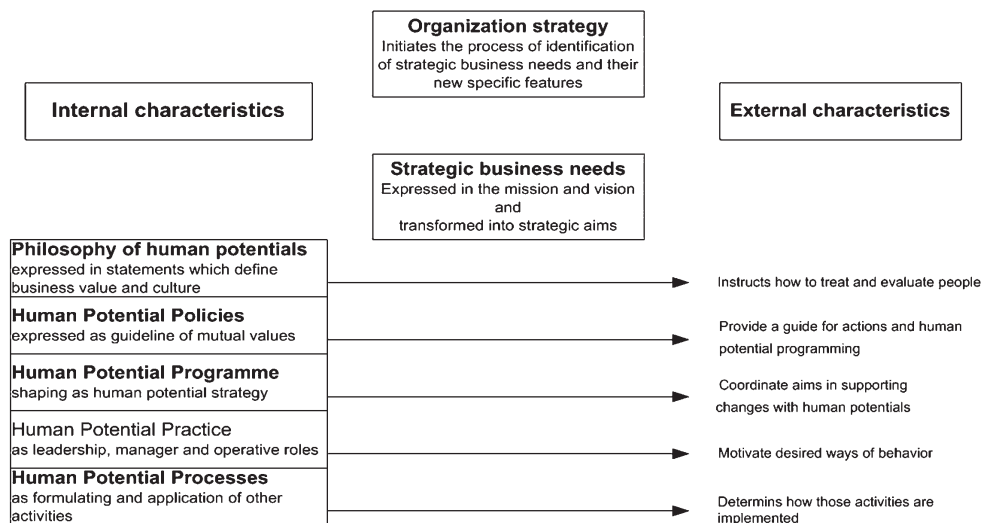 Organization strategy
Initiates the process of identification
of strategic business needs and their
new specific features
Internal characteristics
External characteristics
Strategic business needs
Expressed in the mission and vision
and
transformed into strategic aims
Philosophy of human potentials
expressed in statements which define
business value and culture
Instructs how to treat and evaluate people
Human Potential Policies
expressed as guideline of mutual values
Provide a guide for actions and human
potential programming
Human Potential Programme
shaping as human potential strategy
Coordinate aims in supporting
changes with human potentials
Human Potential Practice
as leadership, manager and operative roles
Motivate desired ways of behavior
Human Potential Processes
as formulating and application of other
activities
Determins how those activities are
implemented